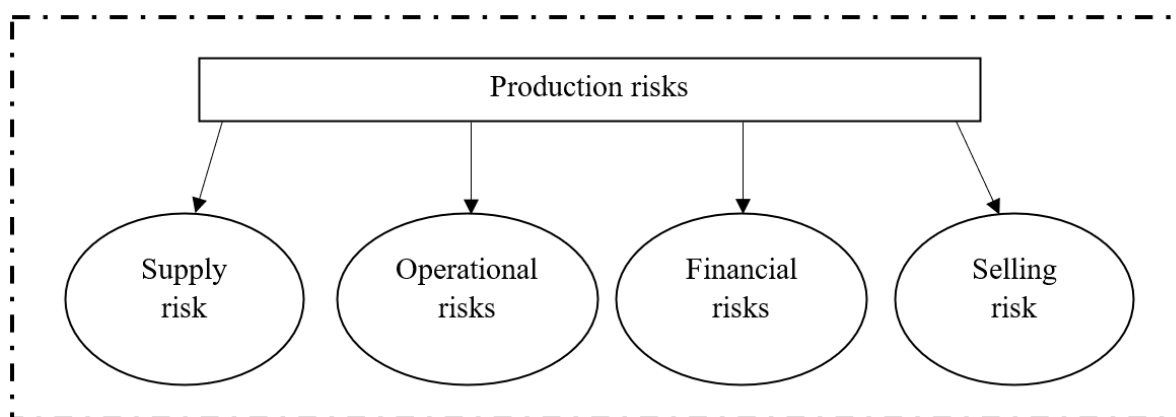 Production risks
Supply
risk
Operational
risks
Financial
risks
Selling
risk